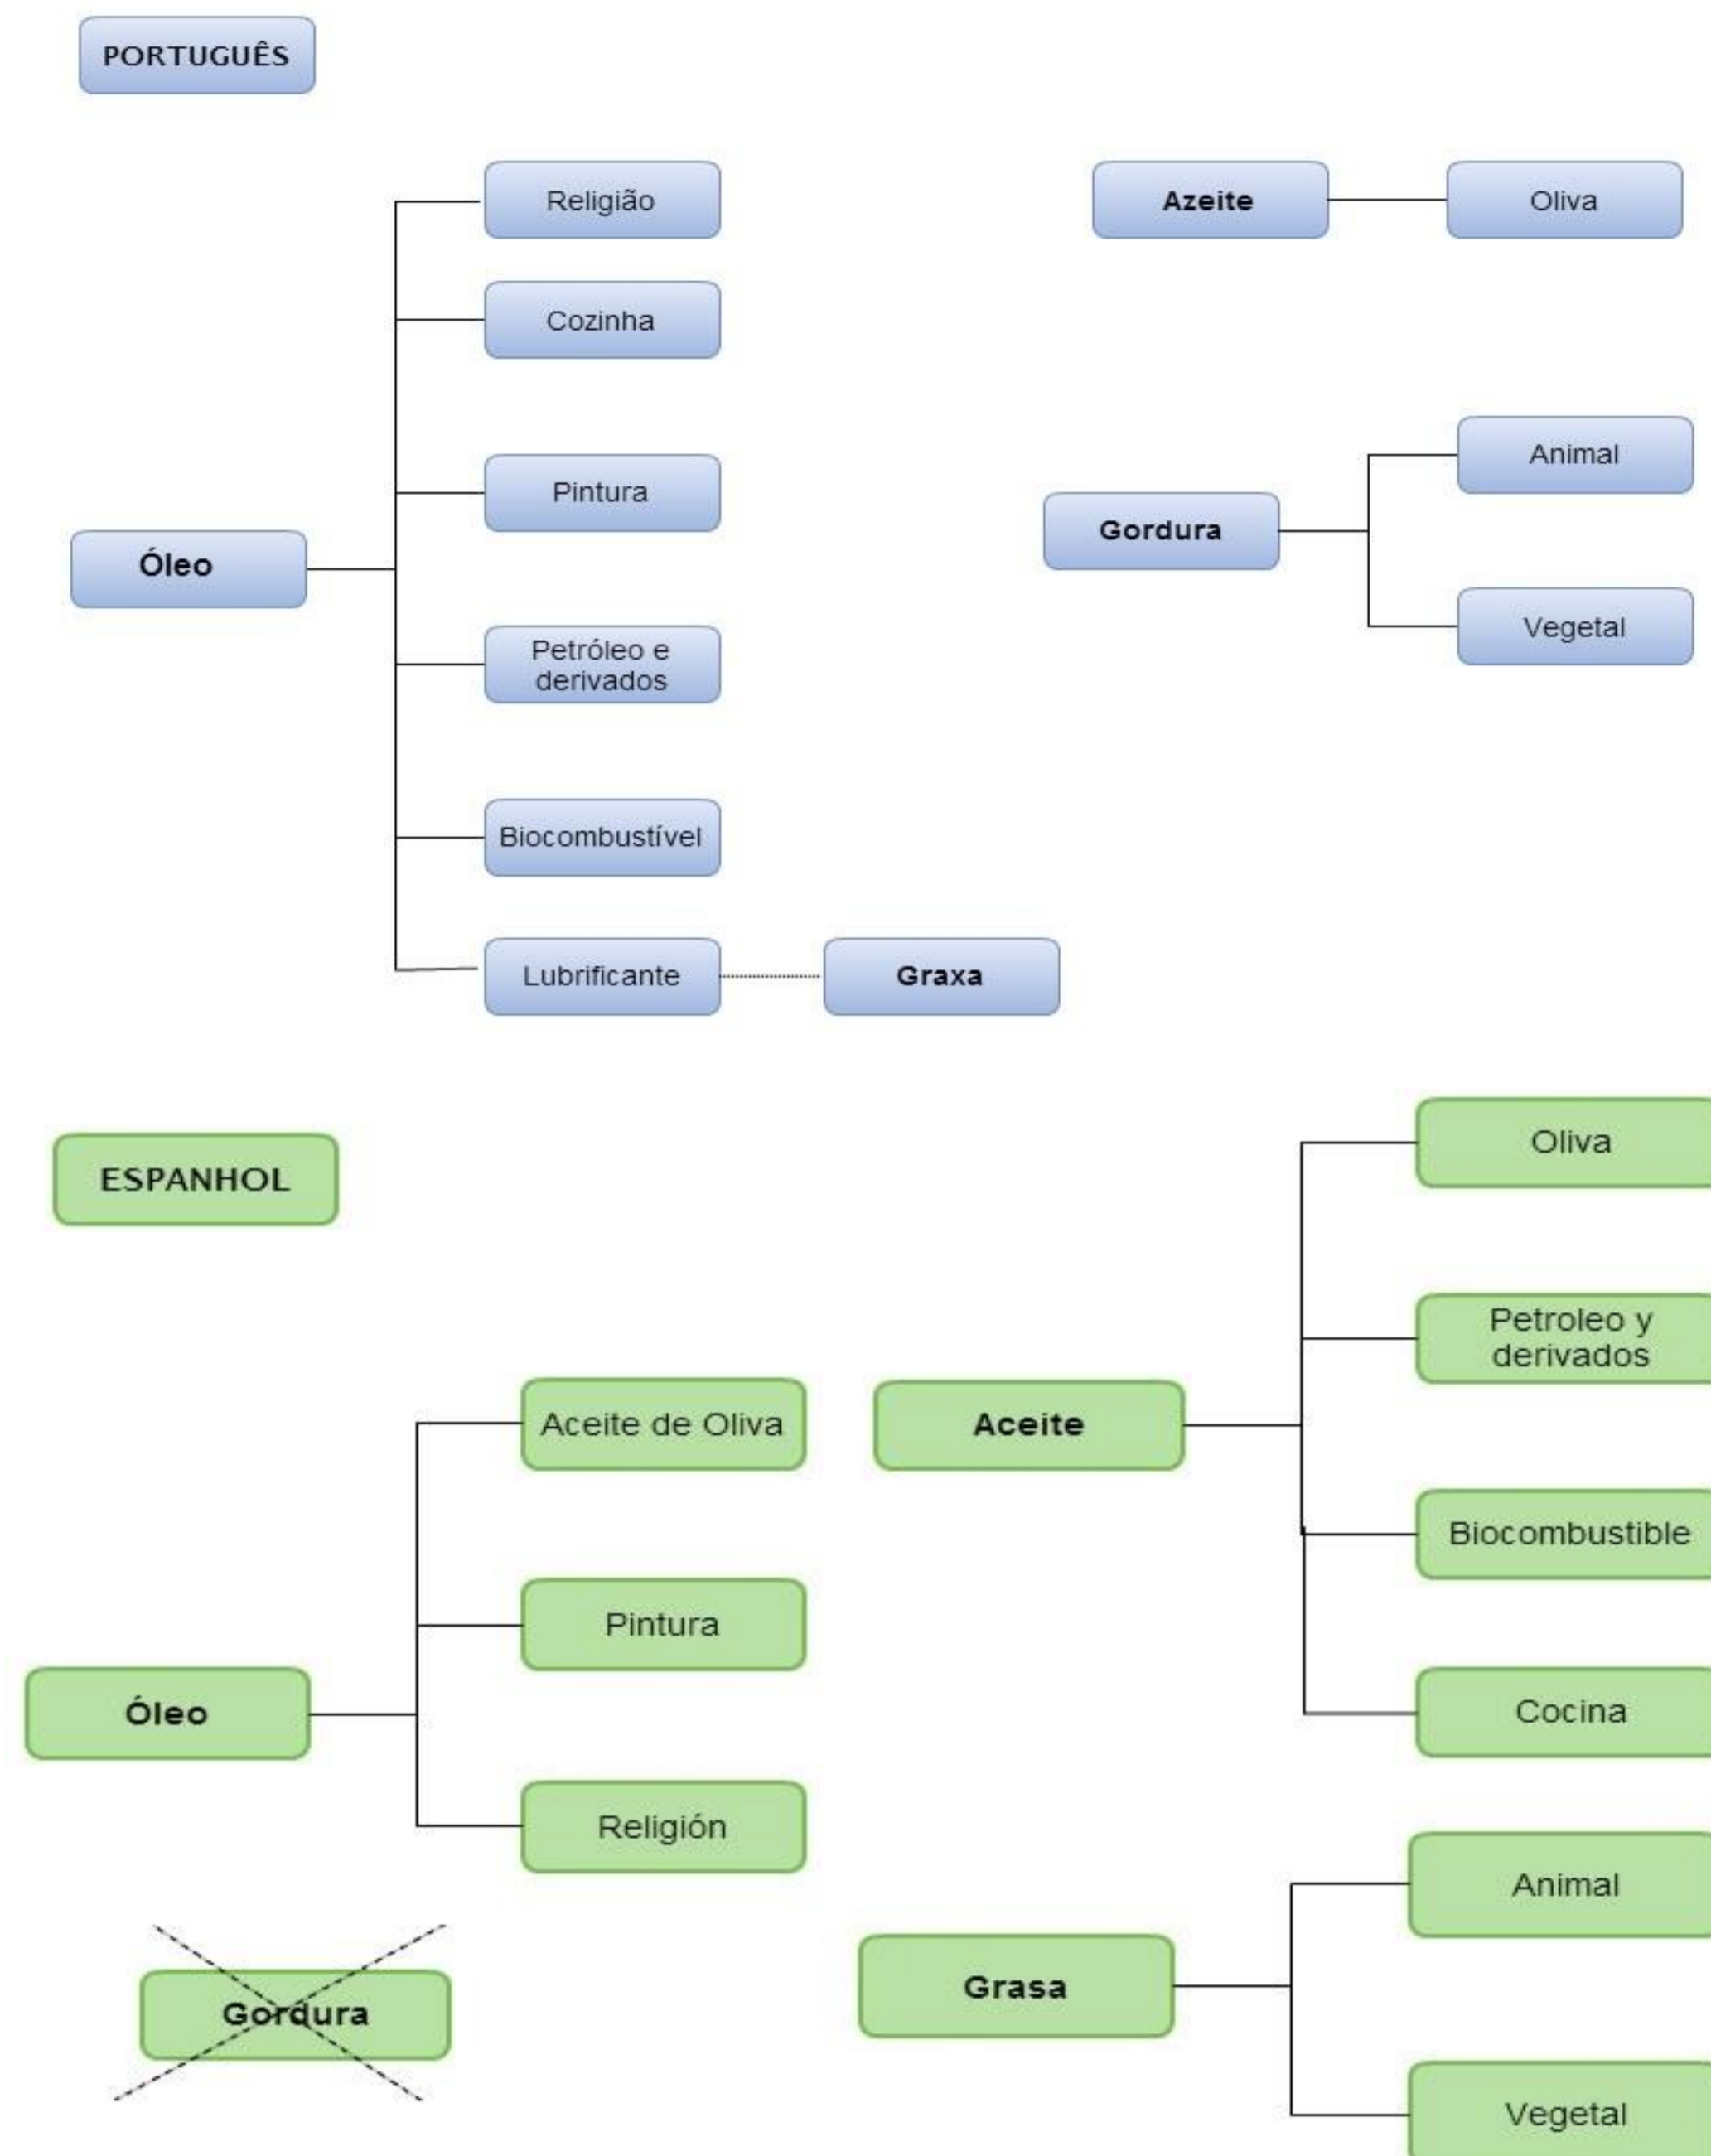 PORTUGUÊS
Religião
Azeite
Oliva
Cozinha
Animal
Pintura
Gordura
Óleo
Vegetal
Petróleo e
derivados
Biocombustível
Lubrificante
Graxa
ESPANHOL
Oliva
Petroleo y
derivados
Aceite de Oliva
Aceite
Biocombustible
Pintura
Óleo
Cocina
Religión
Animal
Grasa
Gordura
Vegetal